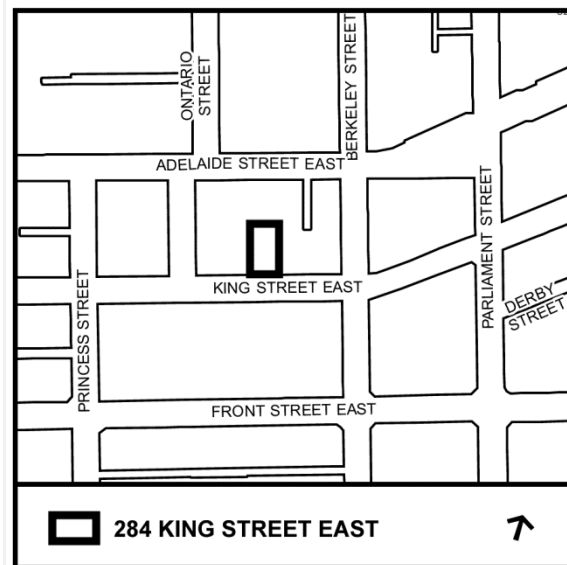 ONTARIO
STREET
BERKELEY STREET
ADELAIDE STREET EAST
PARLIAMENT STREET
KING STREET EAST
PRINCESS STREET
DERBY
STREET
FRONT STREET EAST
284 KING STREET EAST